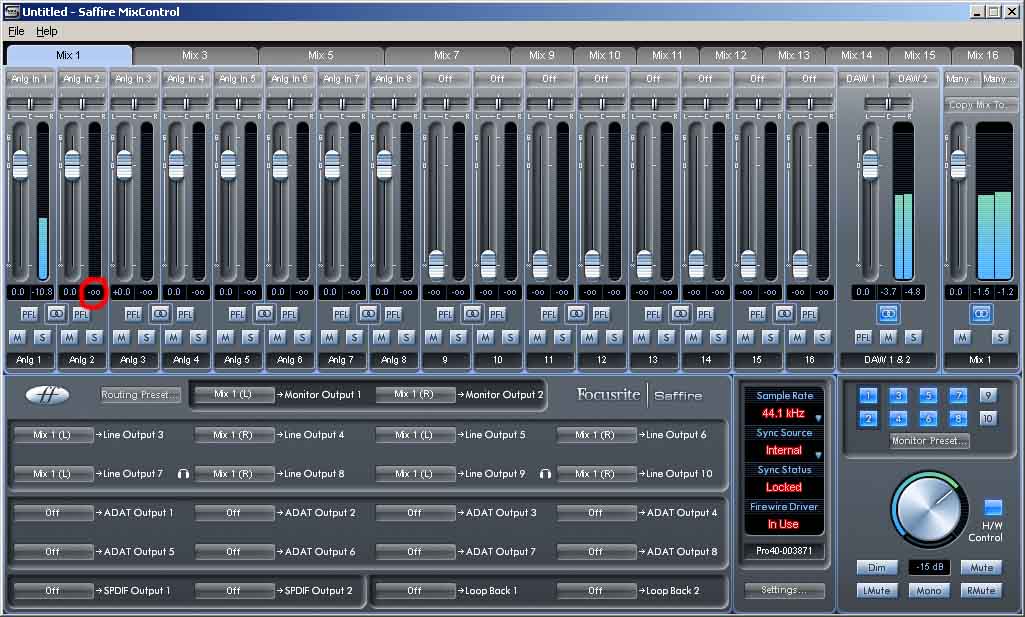 Untitled - Saffire MixControl
File Help
Mix 1 Mix 3 Mix 5 Mix 7 Mix 9 Mix 10 Mix 11 Mix 12 Mix 13 Mix 14 Mix 15 Mix 16
Anlg In 1 Anlg In 2 Anlg In 3 Anlg In 4 Anlg In 5 Anlg In 6 Anlg In 7 Anlg In 8 Off Off Off Off Off Off Off Off DAW 1 DAW 2 Many... Many...
Copy Mix To...
0.0 -10.8 0.0 -oo +0.0 -oo 0.0 -oo 0.0 -oo 0.0 -oo 0.0 -oo 0.0 -oo -oo -oo -oo -oo -oo -oo -oo -oo -oo -oo -oo -oo -oo -oo -oo -oo 0.0 -3.7 -4.8 0.0 -1.5 -1.2
PFL PFL PFL PFL PFL PFL PFL PFL PFL PFL PFL PFL PFL PFL PFL PFL
M S M S M S M S M S M S M S M S M S M S M S M S M S M S M S M S PFL M S M S
Anlg 1 Anlg 2 Anlg 3 Anlg 4 Anlg 5 Anlg 6 Anlg 7 Anlg 8 9 10 11 12 13 14 15 16 DAW 1 & 2 Mix 1
Routing Preset... Mix 1 (L) Monitor Output 1 Mix 1 (R) Monitor Output 2 Focusrite Saffire
Mix 1 (L) Line Output 3 Mix 1 (R) Line Output 4 Mix 1 (L) Line Output 5 Mix 1 (R) Line Output 6
Mix 1 (L) Line Output 7 Mix 1 (R) Line Output 8 Mix 1 (L) Line Output 9 Mix 1 (R) Line Output 10
Off ADAT Output 1 Off ADAT Output 2 Off ADAT Output 3 Off ADAT Output 4
Off ADAT Output 5 Off ADAT Output 6 Off ADAT Output 7 Off ADAT Output 8
Off SPDIF Output 1 Off SPDIF Output 2 Off Loop Back 1 Off Loop Back 2
Sample Rate
44.1 kHz
Sync Source
Internal
Sync Status
Locked
Firewire Driver
In Use
Pro40-003871
Settings...
1 3 5 7 9
2 4 6 8 10
Monitor Preset...
H/W
Control
Dim -15 dB Mute
LMute Mono RMute